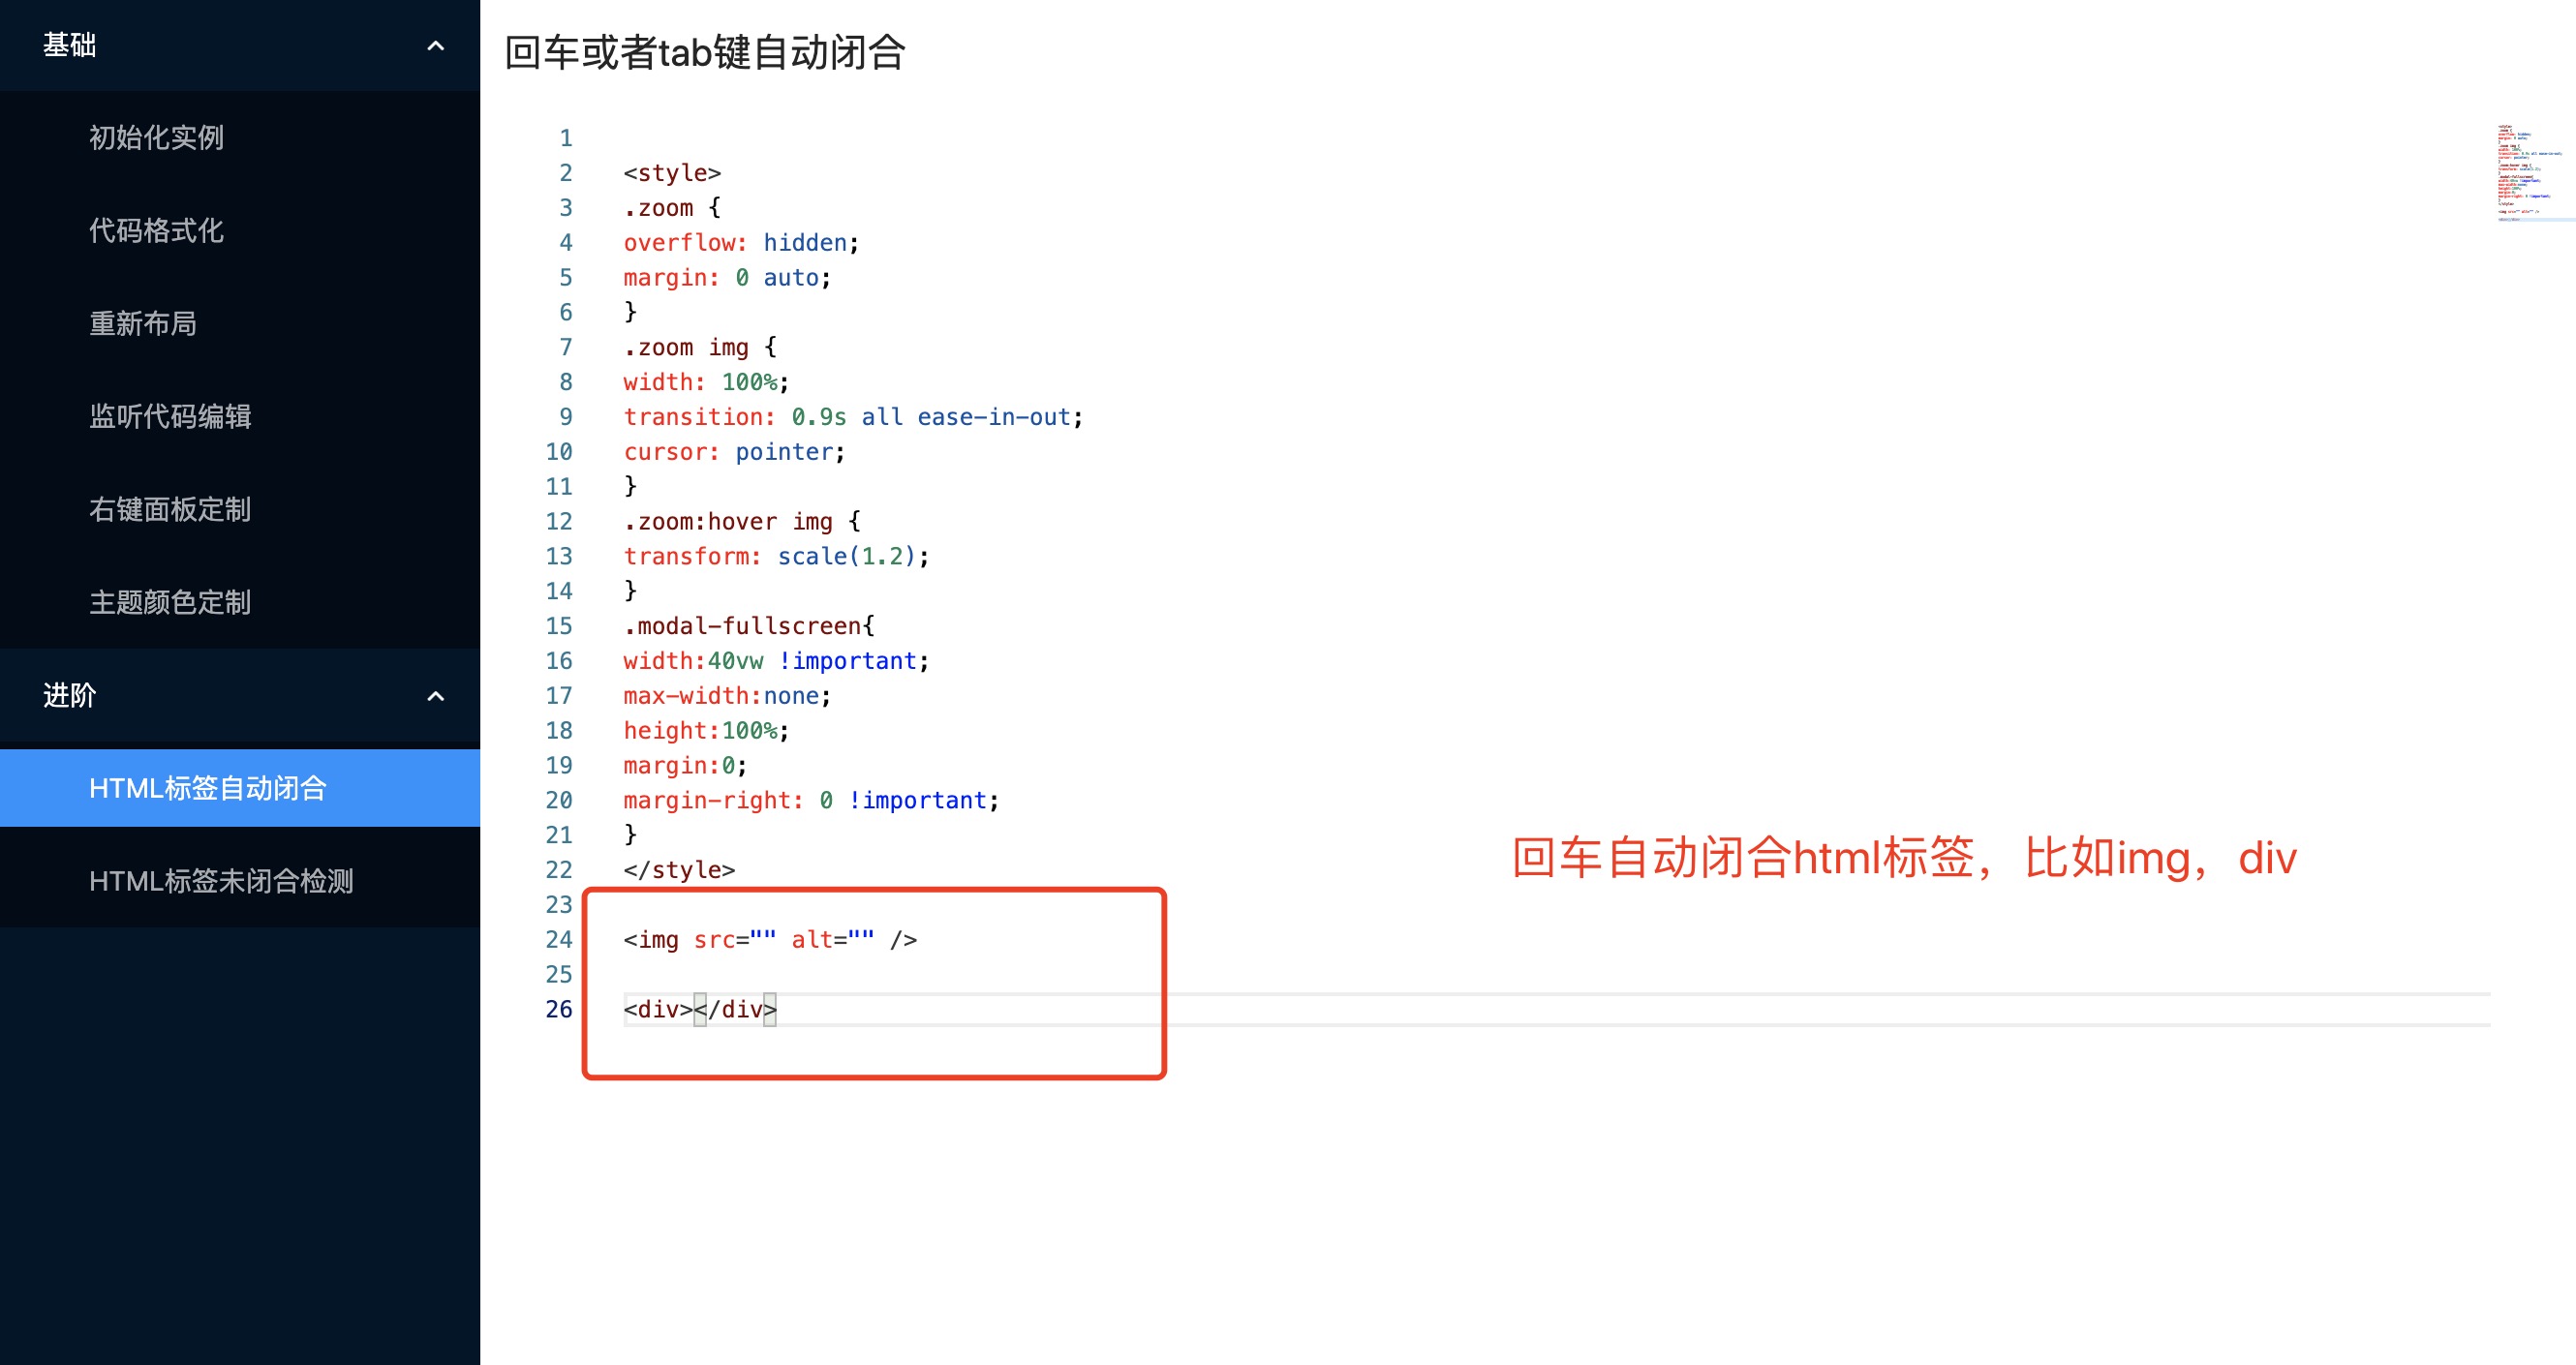 基础
初始化实例
代码格式化
重新布局
监听代码编辑
右键面板定制
主题颜色定制
进阶
HTML标签自动闭合
HTML标签未闭合检测
回车或者tab键自动闭合
1
2 <style>
3 .zoom {
4 overflow: hidden;
5 margin: 0 auto;
6 }
7 .zoom img {
8 width: 100%;
9 transition: 0.9s all ease-in-out;
10 cursor: pointer;
11 }
12 .zoom:hover img {
13 transform: scale(1.2);
14 }
15 .modal-fullscreen{
16 width:40vw !important;
17 max-width:none;
18 height:100%;
19 margin:0;
20 margin-right: 0 !important;
21 }
22 </style>
23
24 <img src="" alt="" />
25
26 <div></div>
回车自动闭合html标签，比如img，div